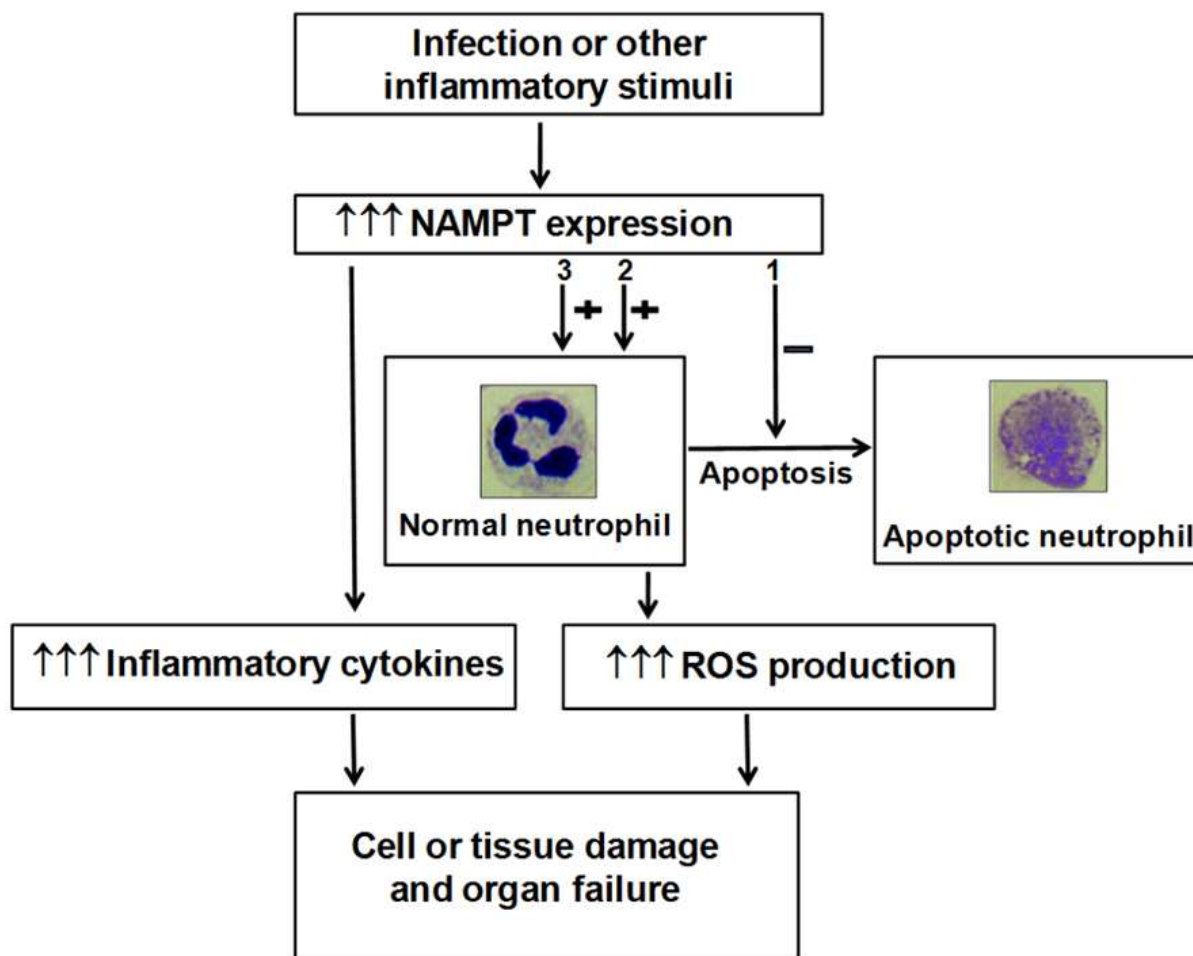 Infection or other
inflammatory stimuli
↑↑↑ NAMPT expression
3 2 1
+ + −
Normal neutrophil
Apoptosis
Apoptotic neutrophil
↑↑↑ Inflammatory cytokines
↑↑↑ ROS production
Cell or tissue damage
and organ failure